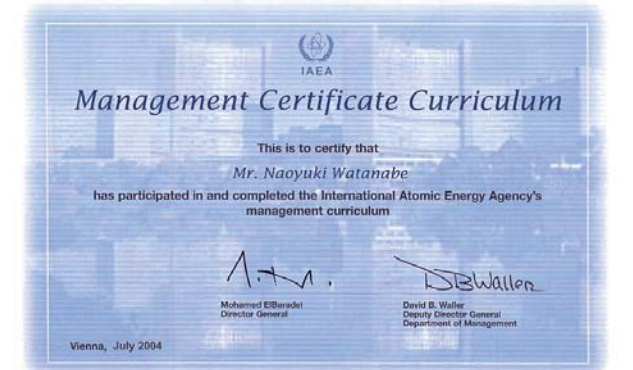 IAEA
Management Certificate Curriculum
This is to certify that
Mr. Naoyuki Watanabe
has participated in and completed the International Atomic Energy Agency's
management curriculum
DBWaller
Mohamed ElBaradei
Director General
David B. Waller
Deputy Director General
Department of Management
Vienna, July 2004